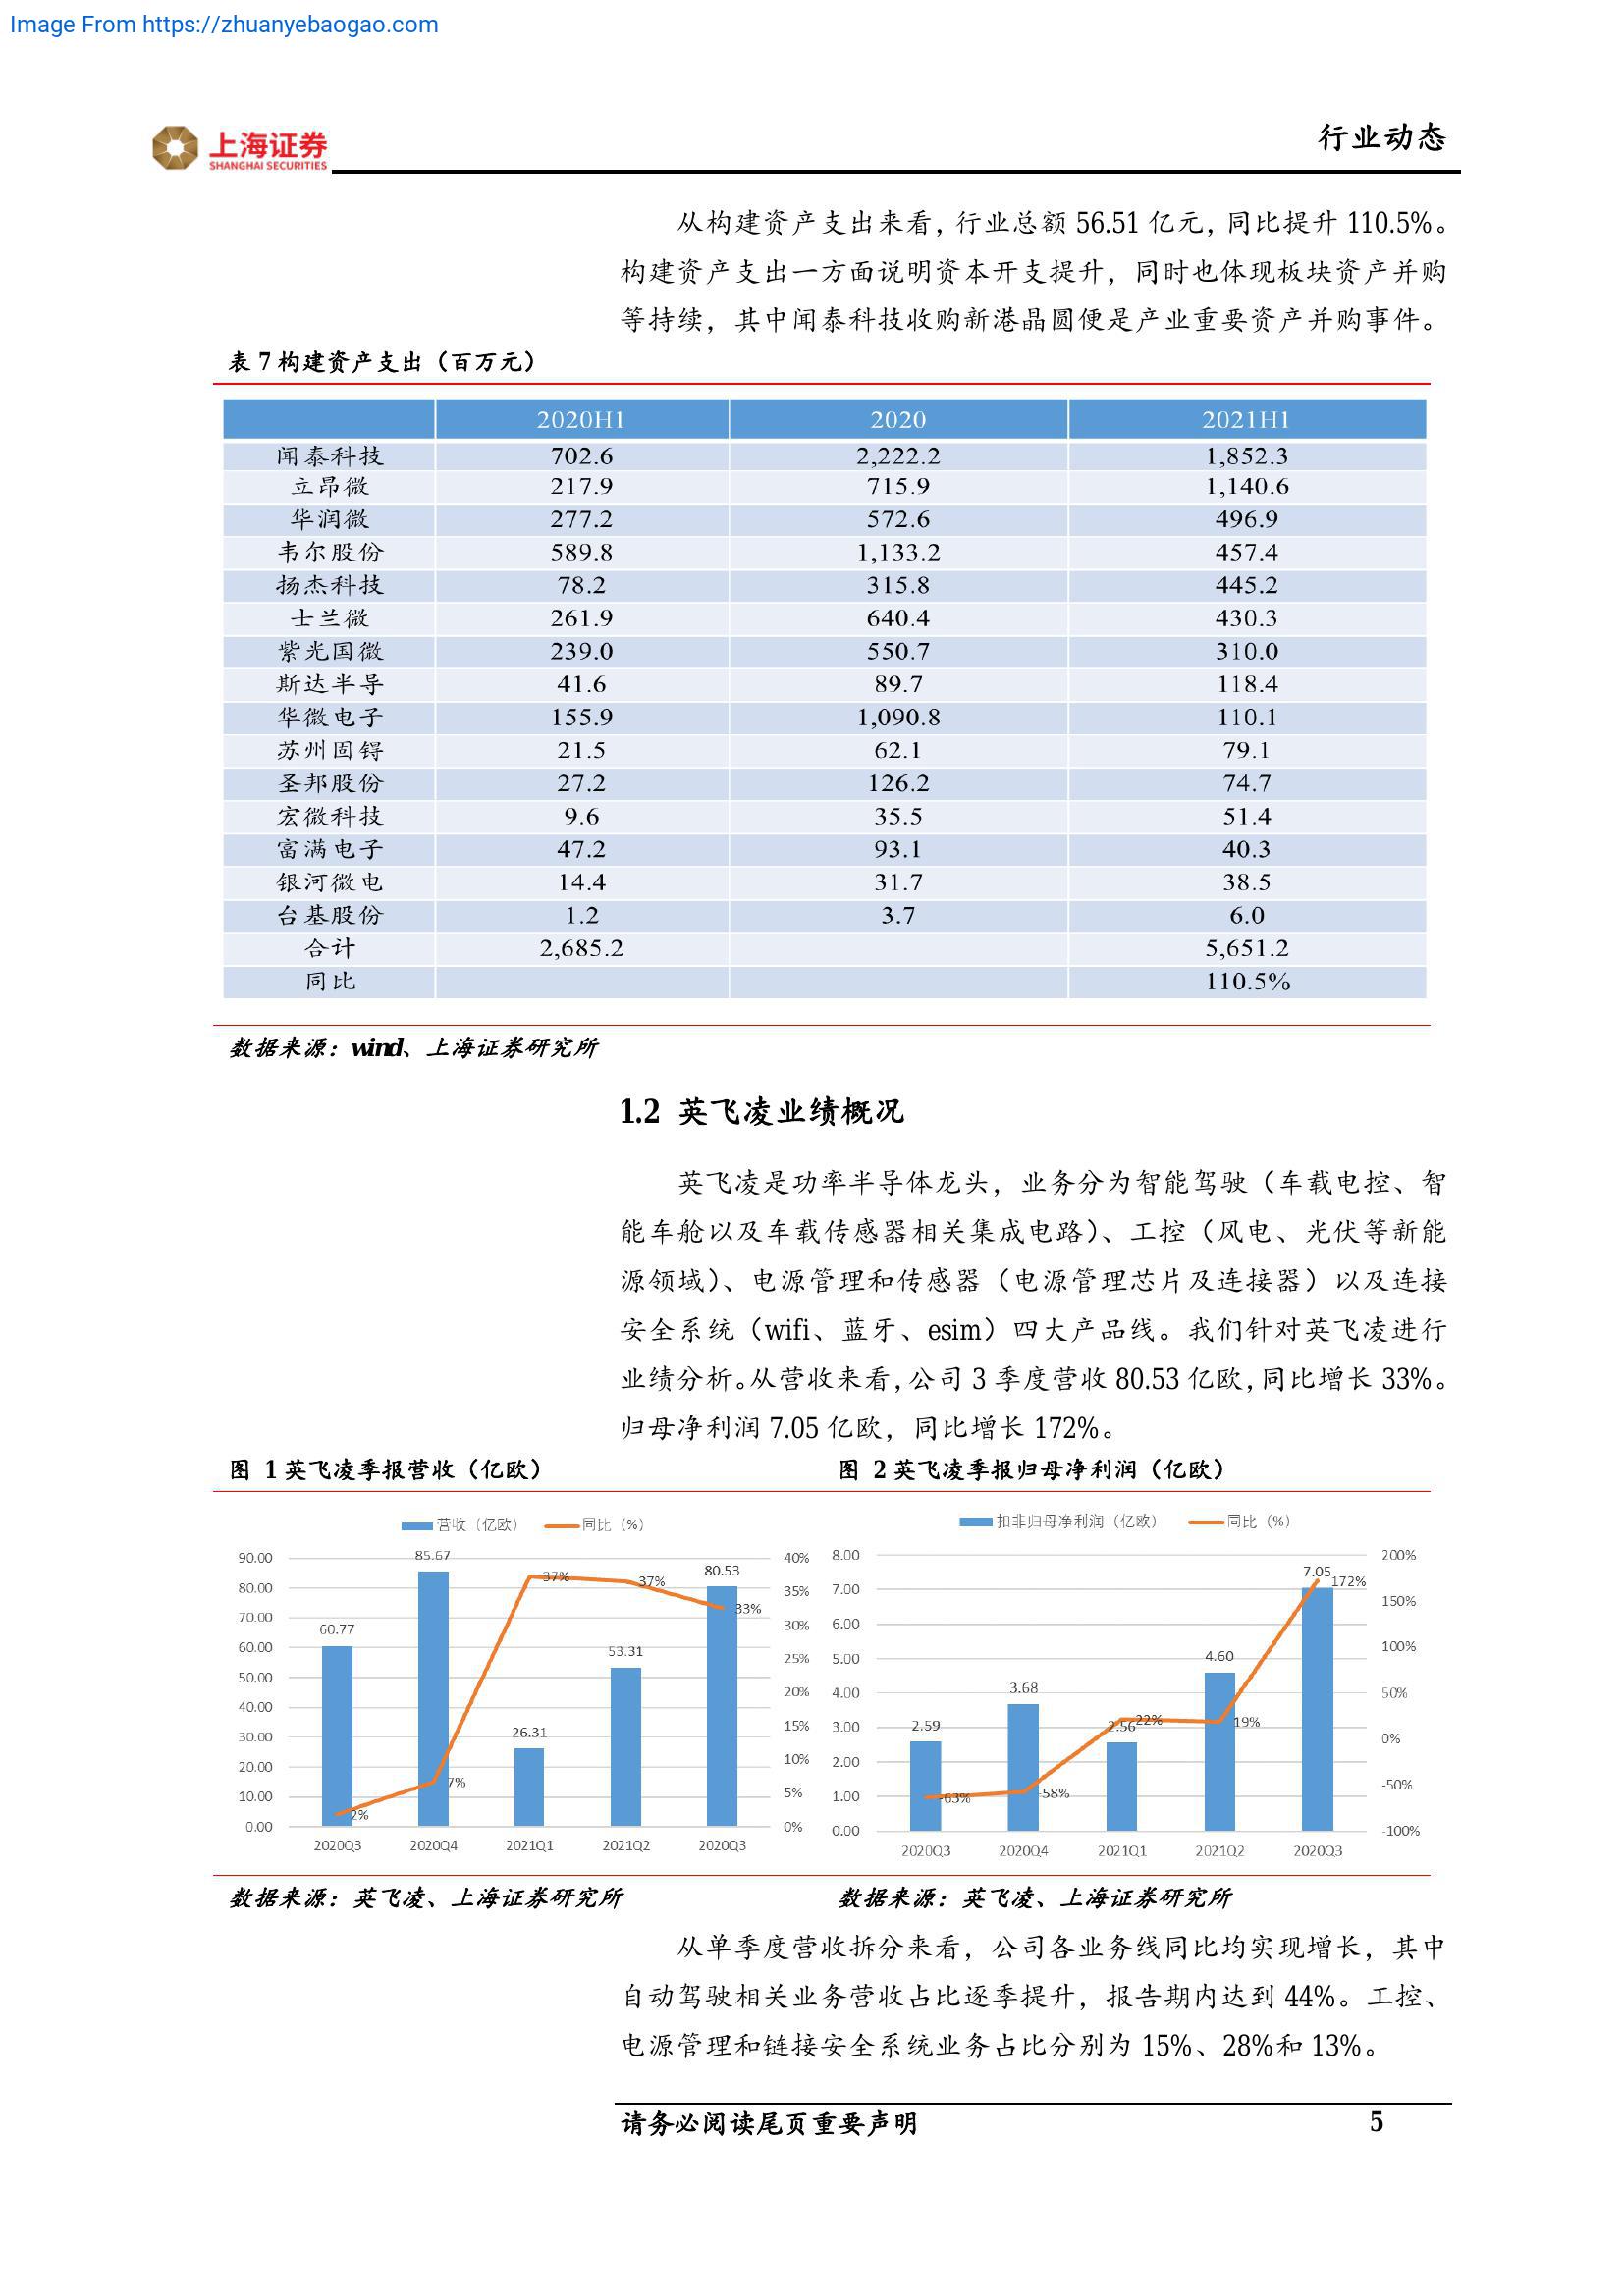 Image From https://zhuanyebaogao.com
上海证券
SHANGHAI SECURITIES
行业动态
从构建资产支出来看，行业总额 56.51 亿元，同比提升 110.5%。
构建资产支出一方面说明资本开支提升，同时也体现板块资产并购
等持续，其中闻泰科技收购新港晶圆便是产业重要资产并购事件。
表 7 构建资产支出（百万元）
2020H1 2020 2021H1
闻泰科技 702.6 2,222.2 1,852.3
立昂微 217.9 715.9 1,140.6
华润微 277.2 572.6 496.9
韦尔股份 589.8 1,133.2 457.4
扬杰科技 78.2 315.8 445.2
士兰微 261.9 640.4 430.3
紫光国微 239.0 550.7 310.0
斯达半导 41.6 89.7 118.4
华微电子 155.9 1,090.8 110.1
苏州固锝 21.5 62.1 79.1
圣邦股份 27.2 126.2 74.7
宏微科技 9.6 35.5 51.4
富满电子 47.2 93.1 40.3
银河微电 14.4 31.7 38.5
台基股份 1.2 3.7 6.0
合计 2,685.2 5,651.2
同比 110.5%
数据来源：wind、上海证券研究所
1.2 英飞凌业绩概况
英飞凌是功率半导体龙头，业务分为智能驾驶（车载电控、智
能车舱以及车载传感器相关集成电路）、工控（风电、光伏等新能
源领域）、电源管理和传感器（电源管理芯片及连接器）以及连接
安全系统（wifi、蓝牙、esim）四大产品线。我们针对英飞凌进行
业绩分析。从营收来看，公司 3 季度营收 80.53 亿欧，同比增长 33%。
归母净利润 7.05 亿欧，同比增长 172%。
图 1 英飞凌季报营收（亿欧）
营收（亿欧） 同比（%）
90.00
80.00
70.00
60.00
50.00
40.00
30.00
20.00
10.00
0.00
60.77 85.67 26.31 53.31 80.53
2% 7% 37% 37% 33%
40%
35%
30%
25%
20%
15%
10%
5%
0%
2020Q3 2020Q4 2021Q1 2021Q2 2020Q3
数据来源：英飞凌、上海证券研究所
图 2 英飞凌季报归母净利润（亿欧）
扣非归母净利润（亿欧） 同比（%）
8.00
7.00
6.00
5.00
4.00
3.00
2.00
1.00
0.00
2.59 3.68 2.56 4.60 7.05
-63% -58% 22% 19% 172%
200%
150%
100%
50%
0%
-50%
-100%
2020Q3 2020Q4 2021Q1 2021Q2 2020Q3
数据来源：英飞凌、上海证券研究所
从单季度营收拆分来看，公司各业务线同比均实现增长，其中
自动驾驶相关业务营收占比逐季提升，报告期内达到 44%。工控、
电源管理和链接安全系统业务占比分别为 15%、28%和 13%。
请务必阅读尾页重要声明 5